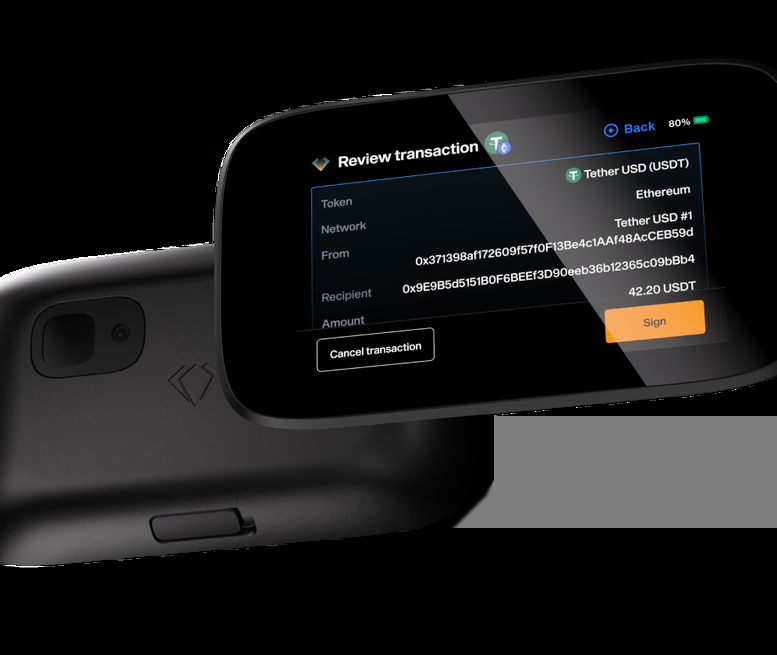 Review transaction
Back
80%
Token
Tether USD (USDT)
Network
Ethereum
From
Tether USD #1
0x371398af172609f57f0F13Be4c1AAf48AcCEB59d
Recipient
0x9E9B5d5151B0F6BEEf3D90eeb36b12365c09bBb4
Amount
42.20 USDT
Cancel transaction
Sign